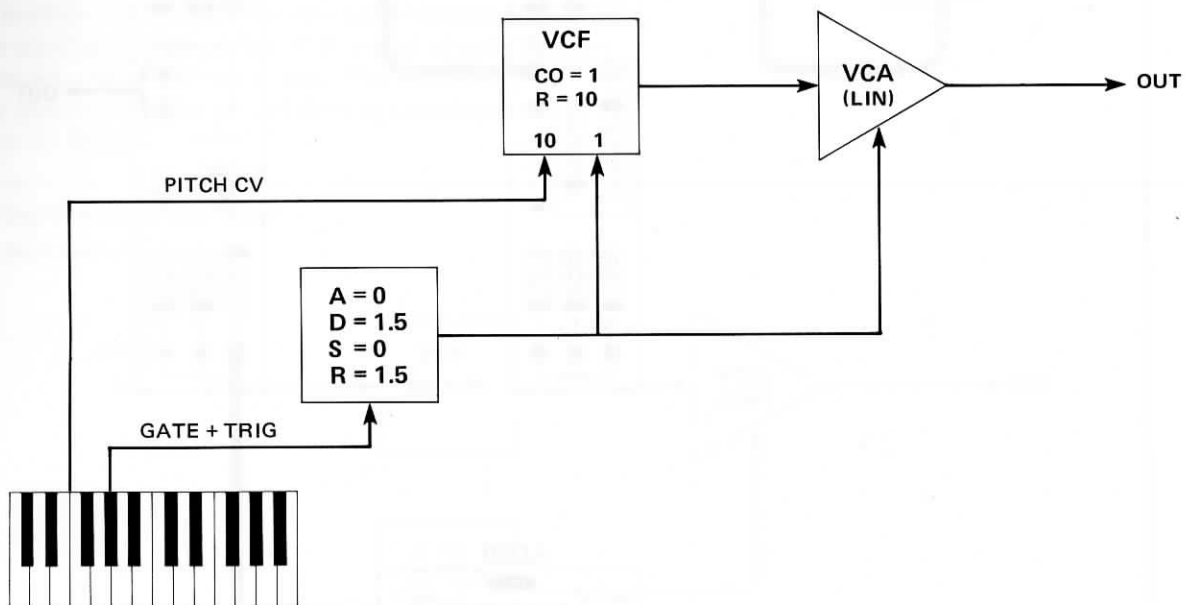 VCF
CO = 1
R = 10
10 1
VCA
(LIN)
OUT
PITCH CV
A = 0
D = 1.5
S = 0
R = 1.5
GATE + TRIG